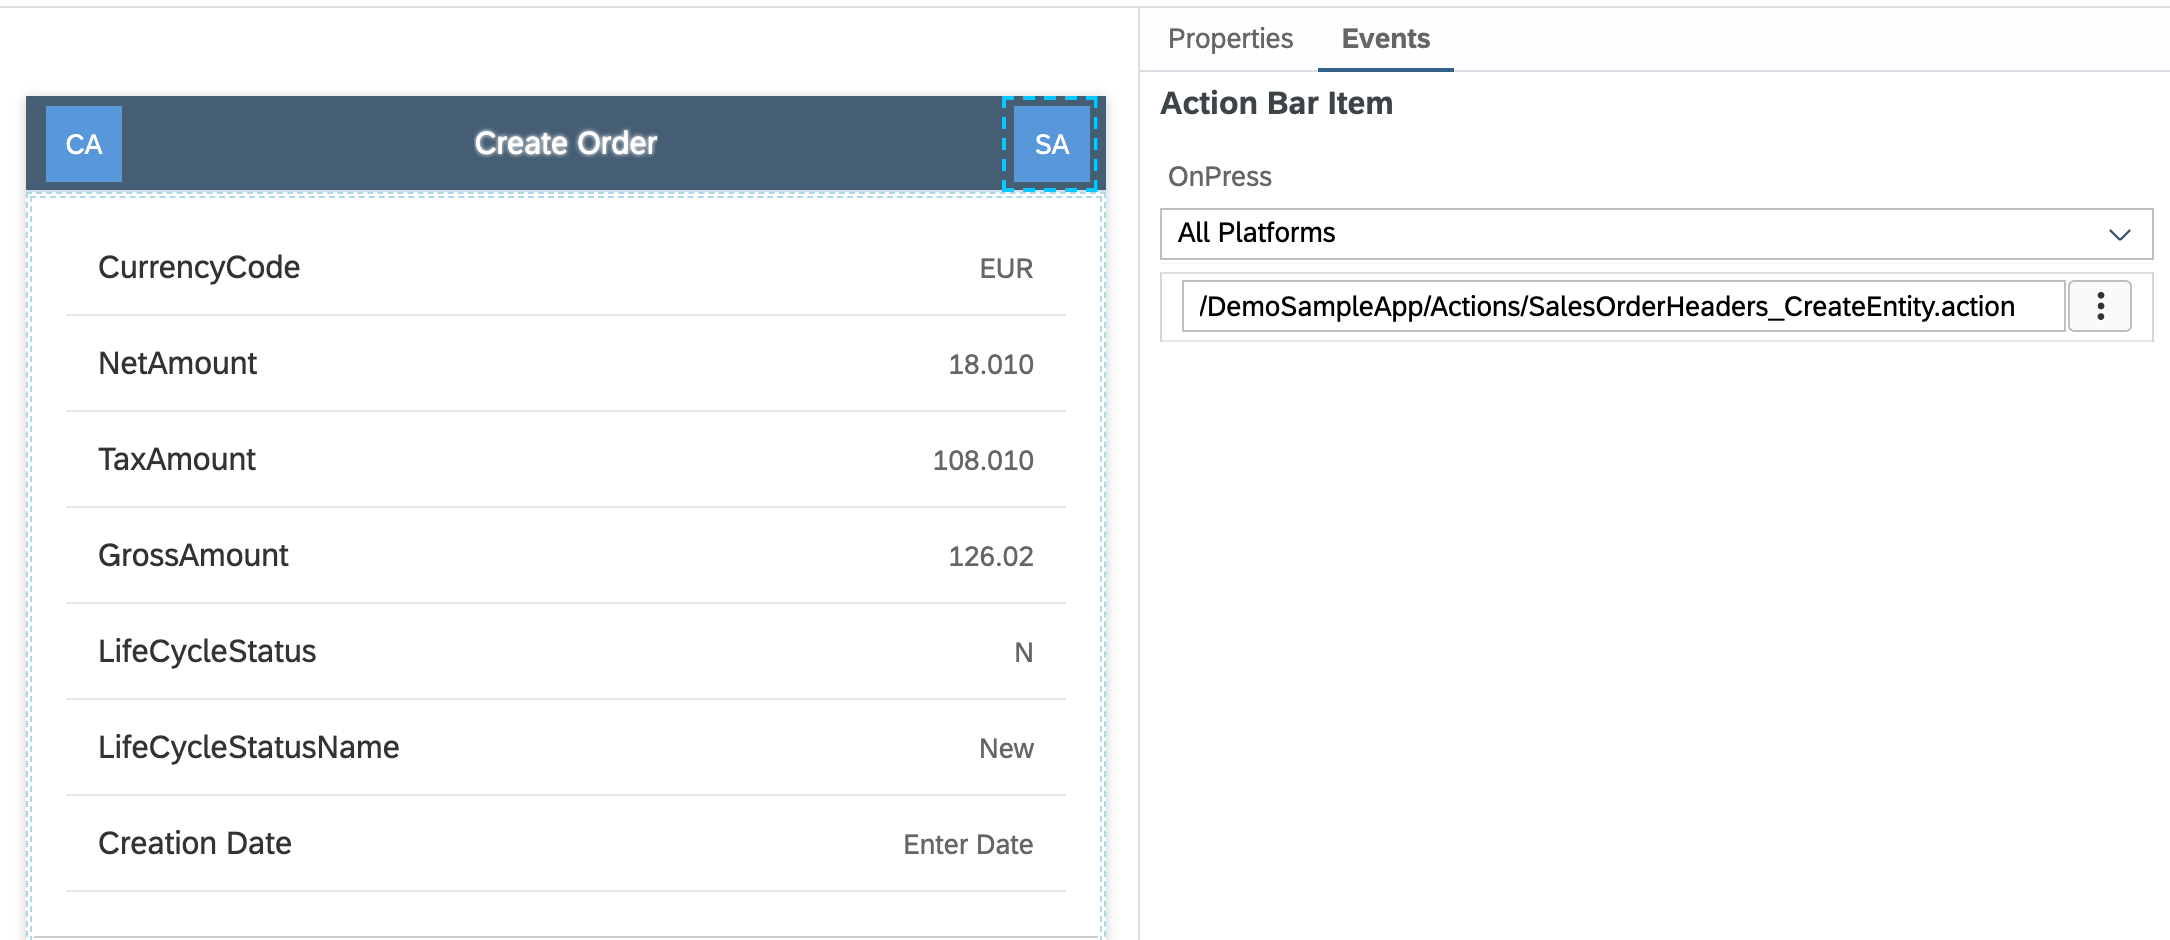 Properties Events
Action Bar Item
OnPress
All Platforms
/DemoSampleApp/Actions/SalesOrderHeaders_CreateEntity.action
CA Create Order SA
CurrencyCode EUR
NetAmount 18.010
TaxAmount 108.010
GrossAmount 126.02
LifeCycleStatus N
LifeCycleStatusName New
Creation Date Enter Date